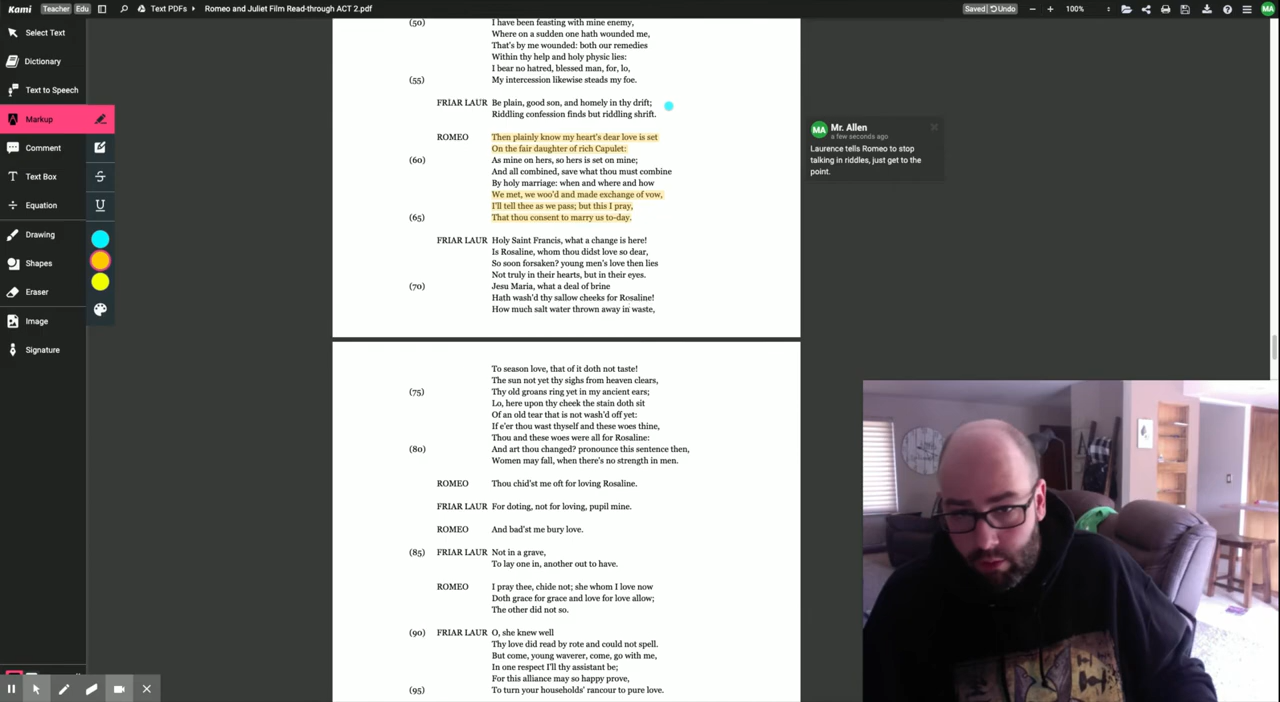 Kami Teacher Edu Text PDFs Romeo and Juliet Film Read-through ACT 2.pdf Saved Undo 100% MA
Select Text
Dictionary
Text to Speech
Markup
Comment
Text Box
Equation
Drawing
Shapes
Eraser
Image
Signature
(50) I have been feasting with mine enemy,
Where on a sudden one hath wounded me,
That's by me wounded: both our remedies
Within thy help and holy physic lies:
I bear no hatred, blessed man, for, lo,
(55) My intercession likewise steads my foe.
FRIAR LAUR Be plain, good son, and homely in thy drift;
Riddling confession finds but riddling shrift.
ROMEO Then plainly know my heart's dear love is set
On the fair daughter of rich Capulet:
(60) As mine on hers, so hers is set on mine;
And all combined, save what thou must combine
By holy marriage: when and where and how
We met, we woo'd and made exchange of vow,
I'll tell thee as we pass; but this I pray,
(65) That thou consent to marry us to-day.
FRIAR LAUR Holy Saint Francis, what a change is here!
Is Rosaline, whom thou didst love so dear,
So soon forsaken? young men's love then lies
Not truly in their hearts, but in their eyes.
(70) Jesu Maria, what a deal of brine
Hath wash'd thy sallow cheeks for Rosaline!
How much salt water thrown away in waste,
To season love, that of it doth not taste!
The sun not yet thy sighs from heaven clears,
(75) Thy old groans ring yet in my ancient ears;
Lo, here upon thy cheek the stain doth sit
Of an old tear that is not wash'd off yet:
If e'er thou wast thyself and these woes thine,
Thou and these woes were all for Rosaline:
(80) And art thou changed? pronounce this sentence then,
Women may fall, when there's no strength in men.
ROMEO Thou chid'st me oft for loving Rosaline.
FRIAR LAUR For doting, not for loving, pupil mine.
ROMEO And bad'st me bury love.
(85) FRIAR LAUR Not in a grave,
To lay one in, another out to have.
ROMEO I pray thee, chide not; she whom I love now
Doth grace for grace and love for love allow;
The other did not so.
(90) FRIAR LAUR O, she knew well
Thy love did read by rote and could not spell.
But come, young waverer, come, go with me,
In one respect I'll thy assistant be;
For this alliance may so happy prove,
(95) To turn your households' rancour to pure love.
MA Mr. Allen
a few seconds ago
Laurence tells Romeo to stop
talking in riddles, just get to the
point.